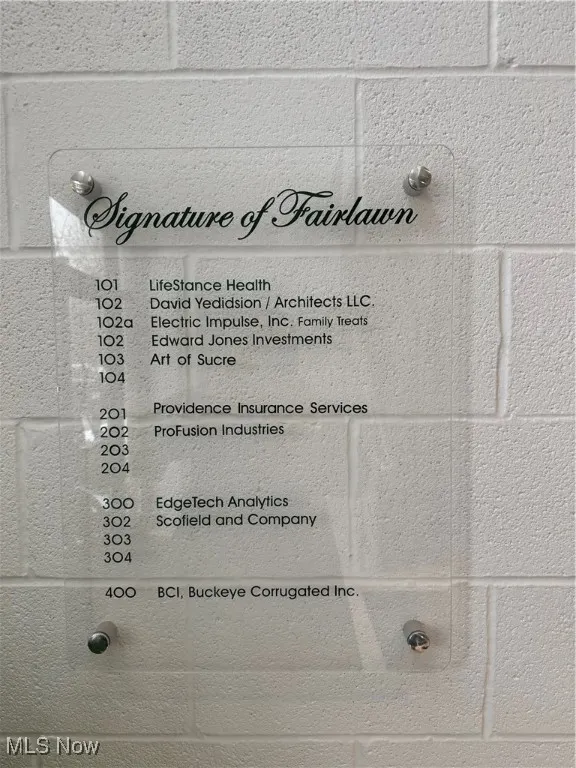 Signature of Fairlawn
101 LifeStance Health
102 David Yedidsion / Architects LLC.
102a Electric Impulse, Inc. Family Treats
102 Edward Jones Investments
103 Art of Sucre
104
201 Providence Insurance Services
202 ProFusion Industries
203
204
300 EdgeTech Analytics
302 Scofield and Company
303
304
400 BCI, Buckeye Corrugated Inc.
MLS Now